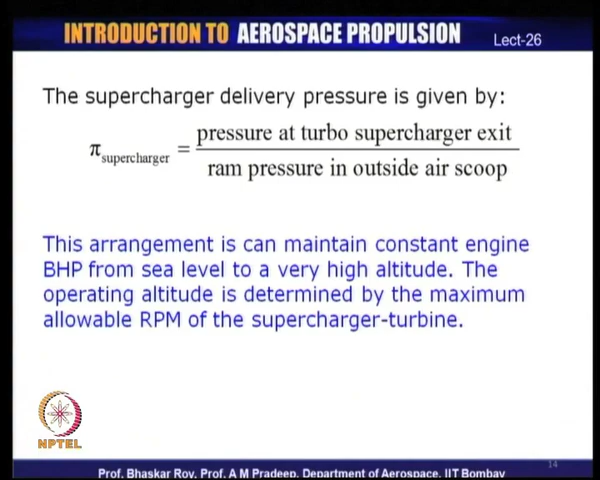 INTRODUCTION TO AEROSPACE PROPULSION
Lect-26
The supercharger delivery pressure is given by:
π supercharger = pressure at turbo supercharger exit
ram pressure in outside air scoop
This arrangement is can maintain constant engine
BHP from sea level to a very high altitude. The
operating altitude is determined by the maximum
allowable RPM of the supercharger-turbine.
NPTEL
14
Prof. Bhaskar Roy, Prof. A M Pradeep, Department of Aerospace, IIT Bombay